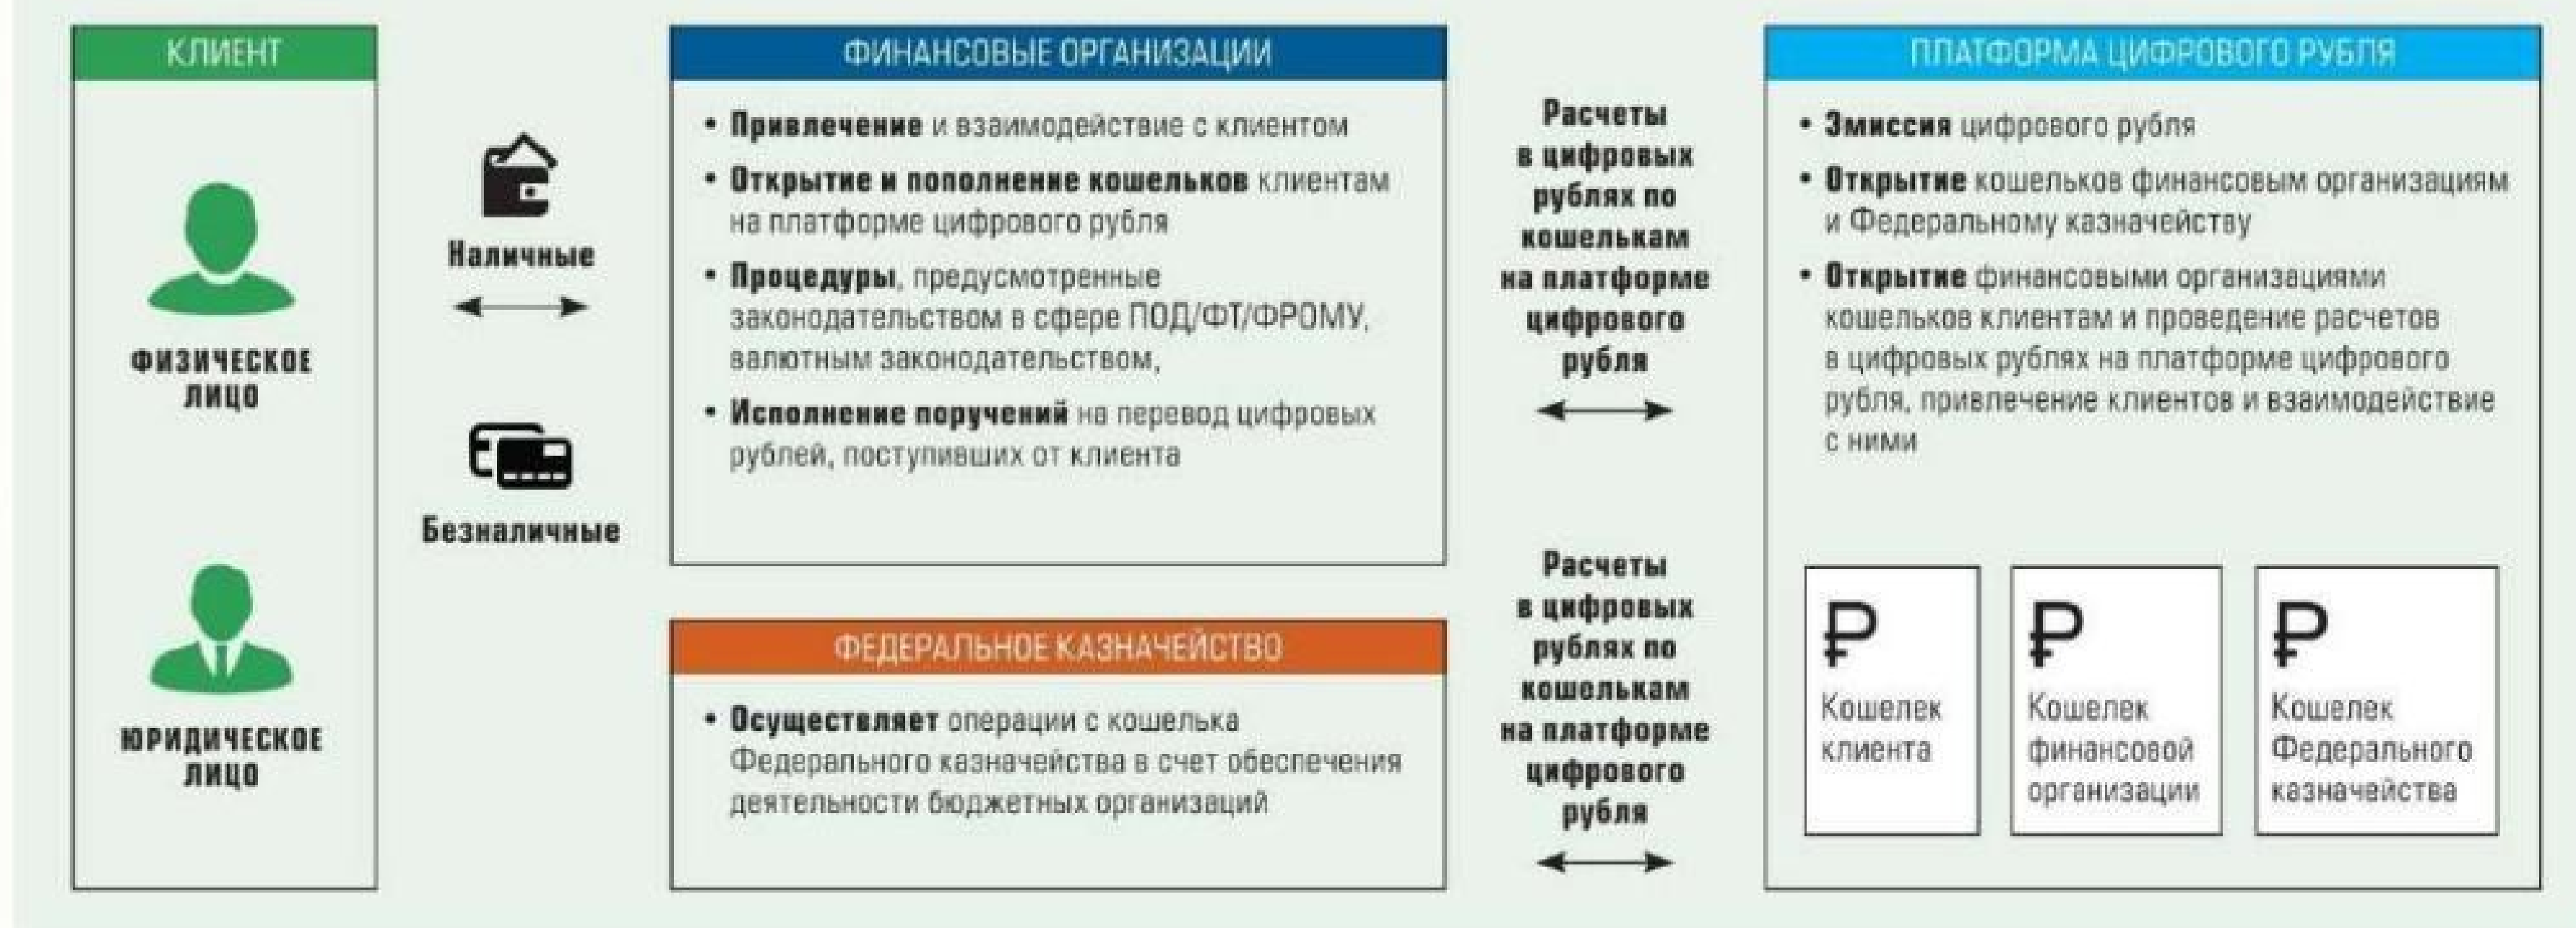 КЛИЕНТ
ФИЗИЧЕСКОЕ
ЛИЦО
ЮРИДИЧЕСКОЕ
ЛИЦО
Наличные
Безналичные
ФИНАНСОВЫЕ ОРГАНИЗАЦИИ
• Привлечение и взаимодействие с клиентом
• Открытие и пополнение кошельков клиентам
на платформе цифрового рубля
• Процедуры, предусмотренные
законодательством в сфере ПОД/ФТ/ФРОМУ,
валютным законодательством,
• Исполнение поручений на перевод цифровых
рублей, поступивших от клиента
ФЕДЕРАЛЬНОЕ КАЗНАЧЕЙСТВО
• Осуществляет операции с кошелька
Федерального казначейства в счет обеспечения
деятельности бюджетных организаций
Расчеты
в цифровых
рублях по
кошелькам
на платформе
цифрового
рубля
Расчеты
в цифровых
рублях по
кошелькам
на платформе
цифрового
рубля
ПЛАТФОРМА ЦИФРОВОГО РУБЛЯ
• Эмиссия цифрового рубля
• Открытие кошельков финансовым организациям
и Федеральному казначейству
• Открытие финансовыми организациями
кошельков клиентам и проведение расчетов
в цифровых рублях на платформе цифрового
рубля, привлечение клиентов и взаимодействие
с ними
₽
Кошелек
клиента
₽
Кошелек
финансовой
организации
₽
Кошелек
Федерального
казначейства